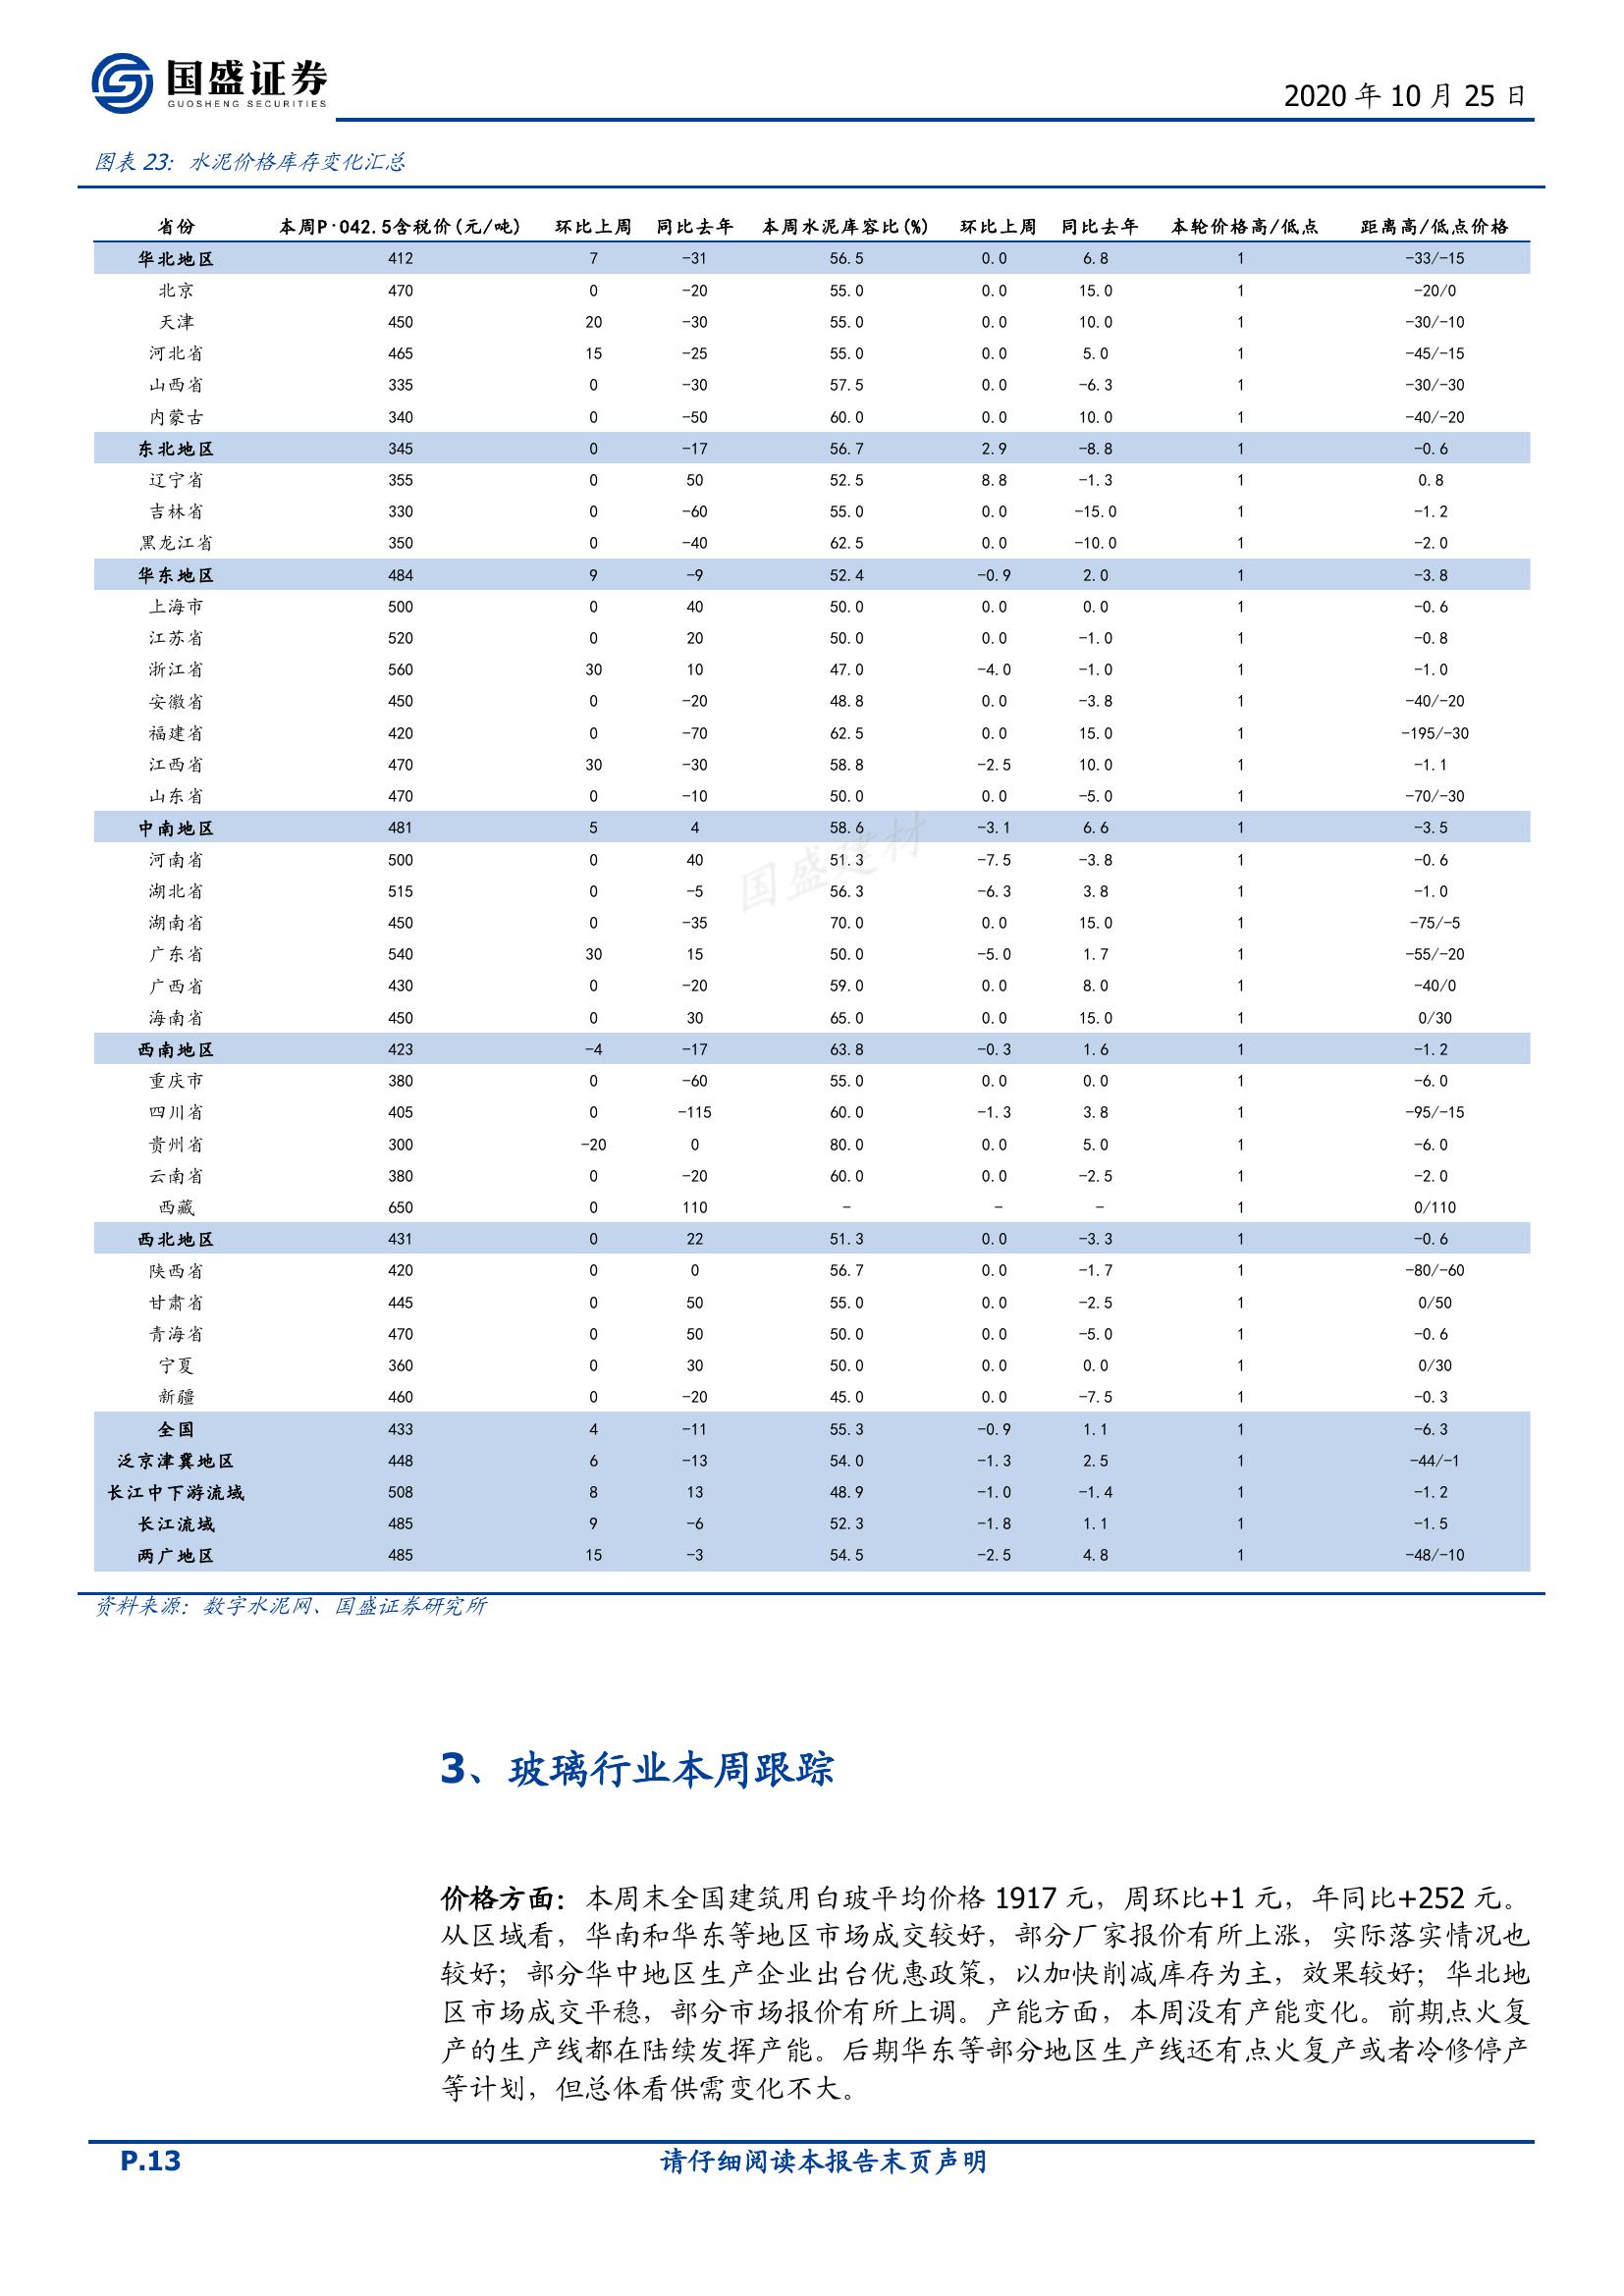 国盛证券
GUOSHENG SECURITIES
2020 年 10 月 25 日
图表 23：水泥价格库存变化汇总
省份 本周P·042.5含税价(元/吨) 环比上周 同比去年 本周水泥库容比(%) 环比上周 同比去年 本轮价格高/低点 距离高/低点价格
华北地区 412 7 -31 56.5 0.0 6.8 1 -33/-15
北京 470 0 -20 55.0 0.0 15.0 1 -20/0
天津 450 20 -30 55.0 0.0 10.0 1 -30/-10
河北省 465 15 -25 55.0 0.0 5.0 1 -45/-15
山西省 335 0 -30 57.5 0.0 -6.3 1 -30/-30
内蒙古 340 0 -50 60.0 0.0 10.0 1 -40/-20
东北地区 345 0 -17 56.7 2.9 -8.8 1 -0.6
辽宁省 355 0 50 52.5 8.8 -1.3 1 0.8
吉林省 330 0 -60 55.0 0.0 -15.0 1 -1.2
黑龙江省 350 0 -40 62.5 0.0 -10.0 1 -2.0
华东地区 484 9 -9 52.4 -0.9 2.0 1 -3.8
上海市 500 0 40 50.0 0.0 0.0 1 -0.6
江苏省 520 0 20 50.0 0.0 -1.0 1 -0.8
浙江省 560 30 10 47.0 -4.0 -1.0 1 -1.0
安徽省 450 0 -20 48.8 0.0 -3.8 1 -40/-20
福建省 420 0 -70 62.5 0.0 15.0 1 -195/-30
江西省 470 30 -30 58.8 -2.5 10.0 1 -1.1
山东省 470 0 -10 50.0 0.0 -5.0 1 -70/-30
中南地区 481 5 4 58.6 -3.1 6.6 1 -3.5
河南省 500 0 40 51.3 -7.5 -3.8 1 -0.6
湖北省 515 0 -5 56.3 -6.3 3.8 1 -1.0
湖南省 450 0 -35 70.0 0.0 15.0 1 -75/-5
广东省 540 30 15 50.0 -5.0 1.7 1 -55/-20
广西省 430 0 -20 59.0 0.0 8.0 1 -40/0
海南省 450 0 30 65.0 0.0 15.0 1 0/30
西南地区 423 -4 -17 63.8 -0.3 1.6 1 -1.2
重庆市 380 0 -60 55.0 0.0 0.0 1 -6.0
四川省 405 0 -115 60.0 -1.3 3.8 1 -95/-15
贵州省 300 -20 0 80.0 0.0 5.0 1 -6.0
云南省 380 0 -20 60.0 0.0 -2.5 1 -2.0
西藏 650 0 110 - - - 1 0/110
西北地区 431 0 22 51.3 0.0 -3.3 1 -0.6
陕西省 420 0 0 56.7 0.0 -1.7 1 -80/-60
甘肃省 445 0 50 55.0 0.0 -2.5 1 0/50
青海省 470 0 50 50.0 0.0 -5.0 1 -0.6
宁夏 360 0 30 50.0 0.0 0.0 1 0/30
新疆 460 0 -20 45.0 0.0 -7.5 1 -0.3
全国 433 4 -11 55.3 -0.9 1.1 1 -6.3
泛京津冀地区 448 6 -13 54.0 -1.3 2.5 1 -44/-1
长江中下游流域 508 8 13 48.9 -1.0 -1.4 1 -1.2
长江流域 485 9 -6 52.3 -1.8 1.1 1 -1.5
两广地区 485 15 -3 54.5 -2.5 4.8 1 -48/-10
国盛建材
资料来源：数字水泥网、国盛证券研究所
3、玻璃行业本周跟踪
价格方面：本周末全国建筑用白玻平均价格 1917 元，周环比+1 元，年同比+252 元。
从区域看，华南和华东等地区市场成交较好，部分厂家报价有所上涨，实际落实情况也
较好；部分华中地区生产企业出台优惠政策，以加快削减库存为主，效果较好；华北地
区市场成交平稳，部分市场报价有所上调。产能方面，本周没有产能变化。前期点火复
产的生产线都在陆续发挥产能。后期华东等部分地区生产线还有点火复产或者冷修停产
等计划，但总体看供需变化不大。
P.13
请仔细阅读本报告末页声明